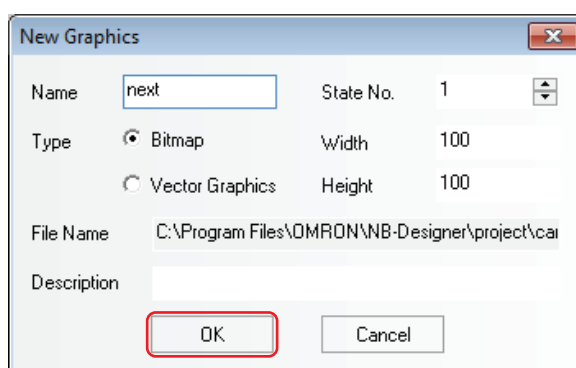 New Graphics
Name next State No. 1
Type Bitmap Width 100
Vector Graphics Height 100
File Name C:\Program Files\OMRON\NB-Designer\project\car
Description
OK Cancel